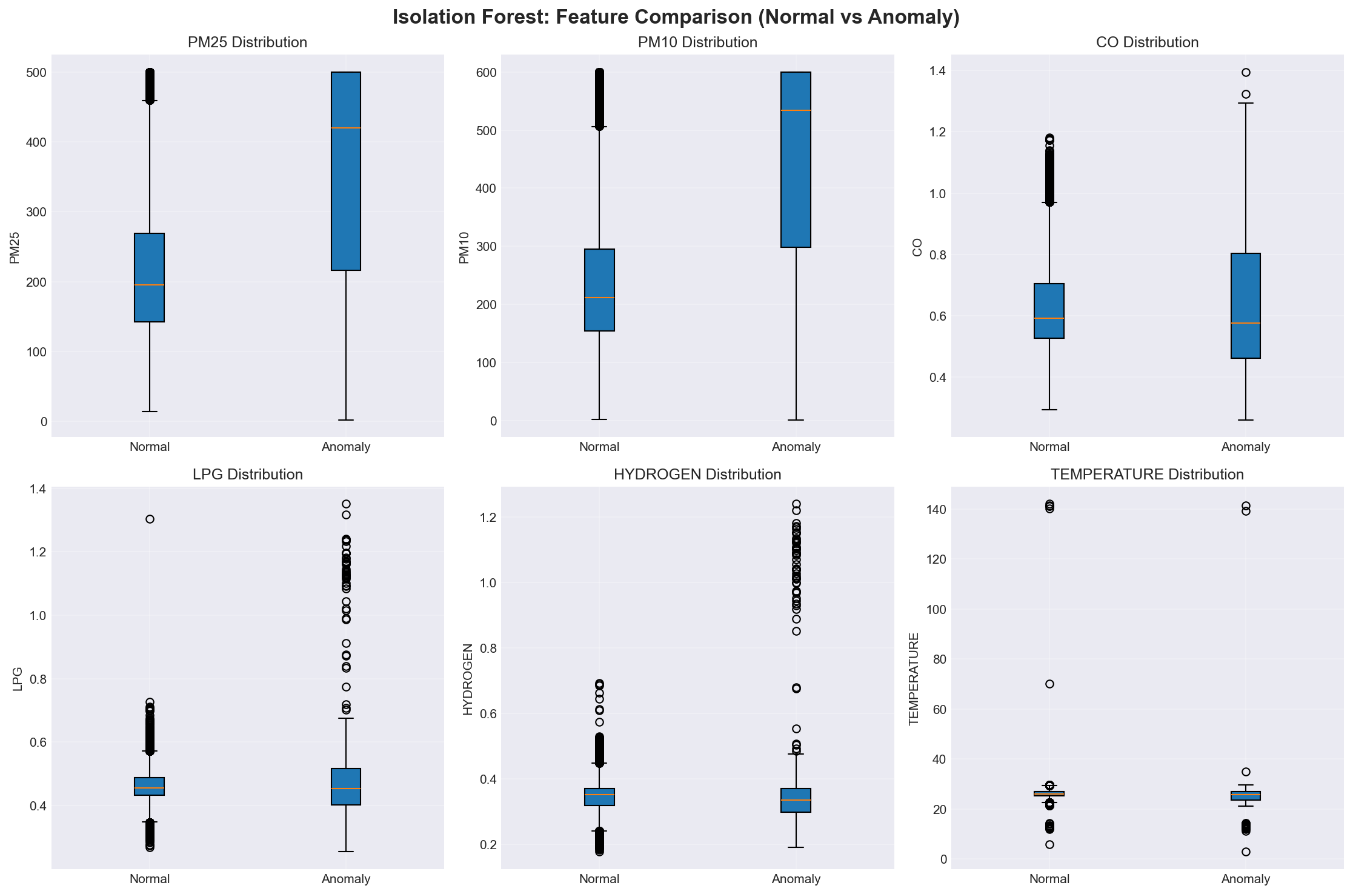 Isolation Forest: Feature Comparison (Normal vs Anomaly)
PM25 Distribution
PM25
500
400
300
200
100
0
Normal Anomaly
PM10 Distribution
PM10
600
500
400
300
200
100
0
Normal Anomaly
CO Distribution
CO
1.4
1.2
1.0
0.8
0.6
0.4
Normal Anomaly
LPG Distribution
LPG
1.4
1.2
1.0
0.8
0.6
0.4
Normal Anomaly
HYDROGEN Distribution
HYDROGEN
1.2
1.0
0.8
0.6
0.4
0.2
Normal Anomaly
TEMPERATURE Distribution
TEMPERATURE
140
120
100
80
60
40
20
0
Normal Anomaly